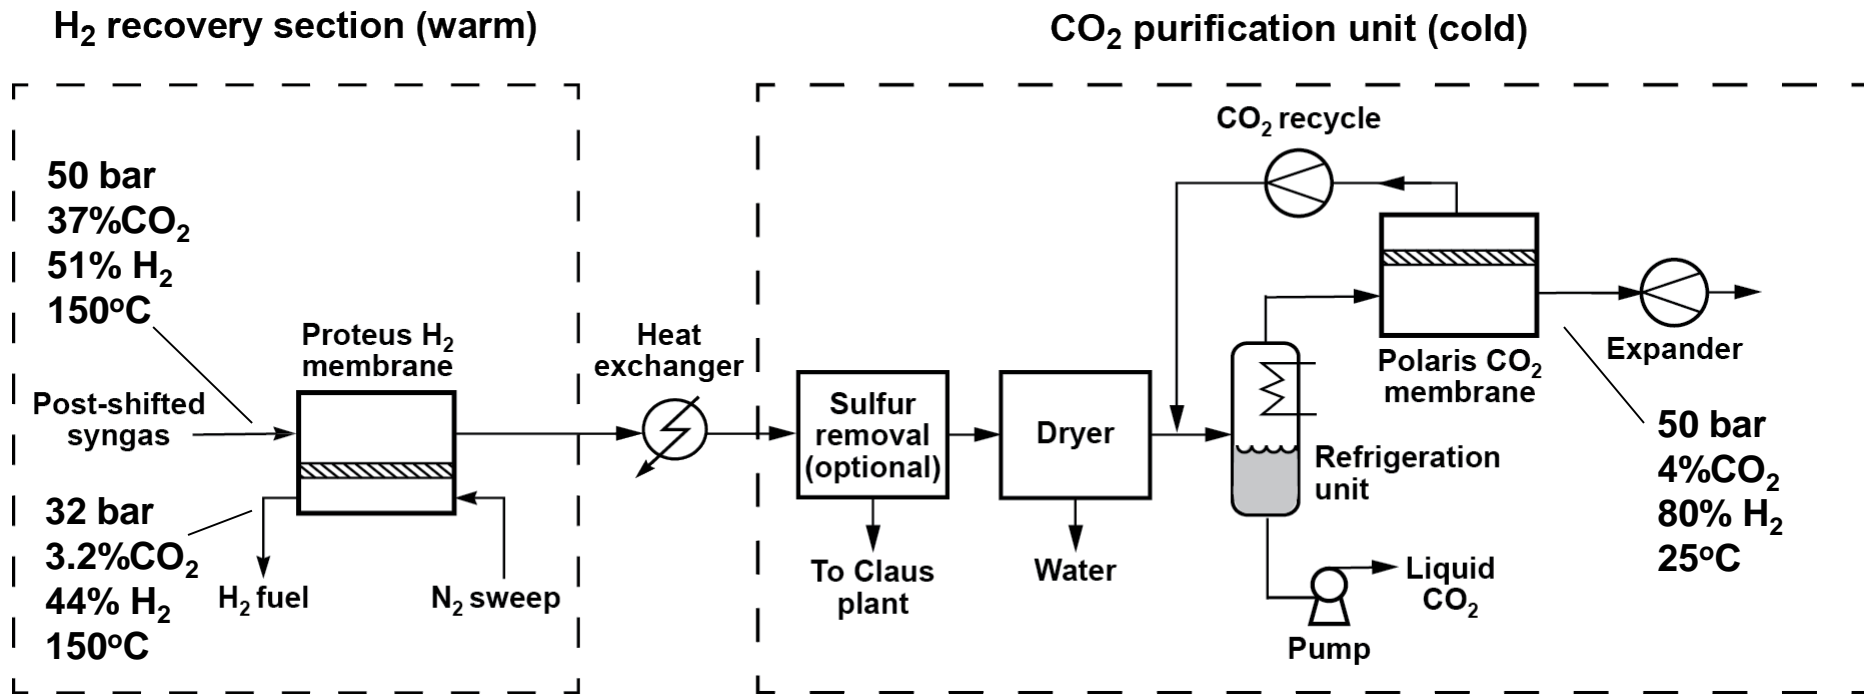 H₂ recovery section (warm)
CO₂ purification unit (cold)
50 bar
37%CO₂
51% H₂
150°C
Post-shifted
syngas
Proteus H₂
membrane
32 bar
3.2%CO₂
44% H₂
150°C
H₂ fuel
N₂ sweep
Heat
exchanger
Sulfur
removal
(optional)
To Claus
plant
Dryer
Water
CO₂ recycle
Refrigeration
unit
Liquid
CO₂
Pump
Polaris CO₂
membrane
Expander
50 bar
4%CO₂
80% H₂
25°C